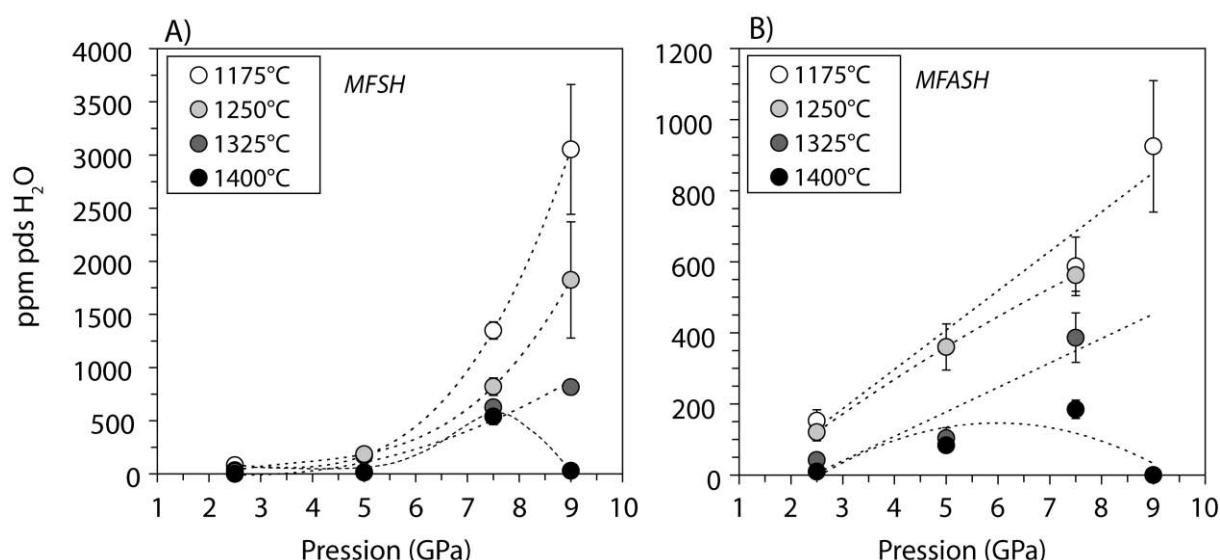 A)
4000
3500
3000
2500
2000
1500
1000
500
0
1175°C
1250°C
1325°C
1400°C
MFSH
ppm pds H₂O
1 2 3 4 5 6 7 8 9 10
Pression (GPa)
B)
1200
1000
800
600
400
200
0
1175°C
1250°C
1325°C
1400°C
MFASH
1 2 3 4 5 6 7 8 9 10
Pression (GPa)